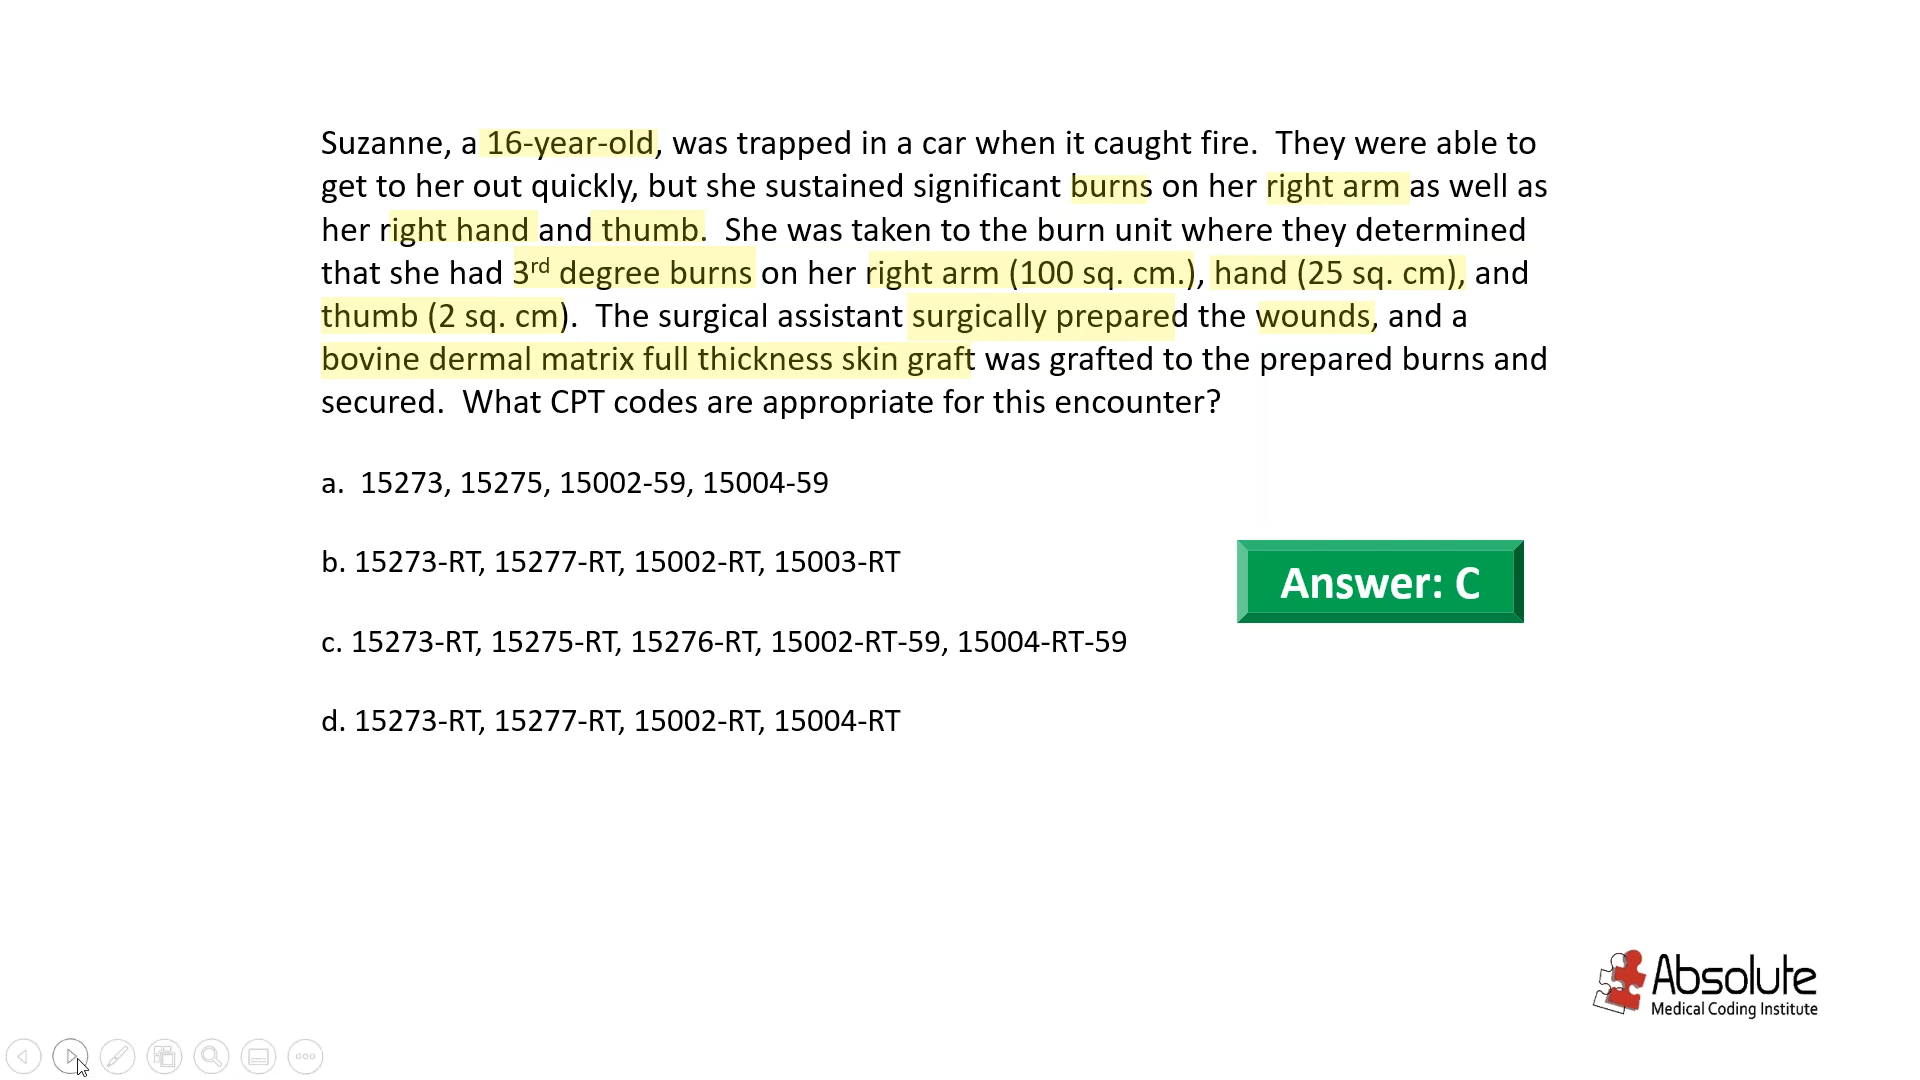 Suzanne, a 16-year-old, was trapped in a car when it caught fire. They were able to
get to her out quickly, but she sustained significant burns on her right arm as well as
her right hand and thumb. She was taken to the burn unit where they determined
that she had 3rd degree burns on her right arm (100 sq. cm.), hand (25 sq. cm), and
thumb (2 sq. cm). The surgical assistant surgically prepared the wounds, and a
bovine dermal matrix full thickness skin graft was grafted to the prepared burns and
secured. What CPT codes are appropriate for this encounter?
a. 15273, 15275, 15002-59, 15004-59
b. 15273-RT, 15277-RT, 15002-RT, 15003-RT
Answer: C
c. 15273-RT, 15275-RT, 15276-RT, 15002-RT-59, 15004-RT-59
d. 15273-RT, 15277-RT, 15002-RT, 15004-RT
Absolute
Medical Coding Institute